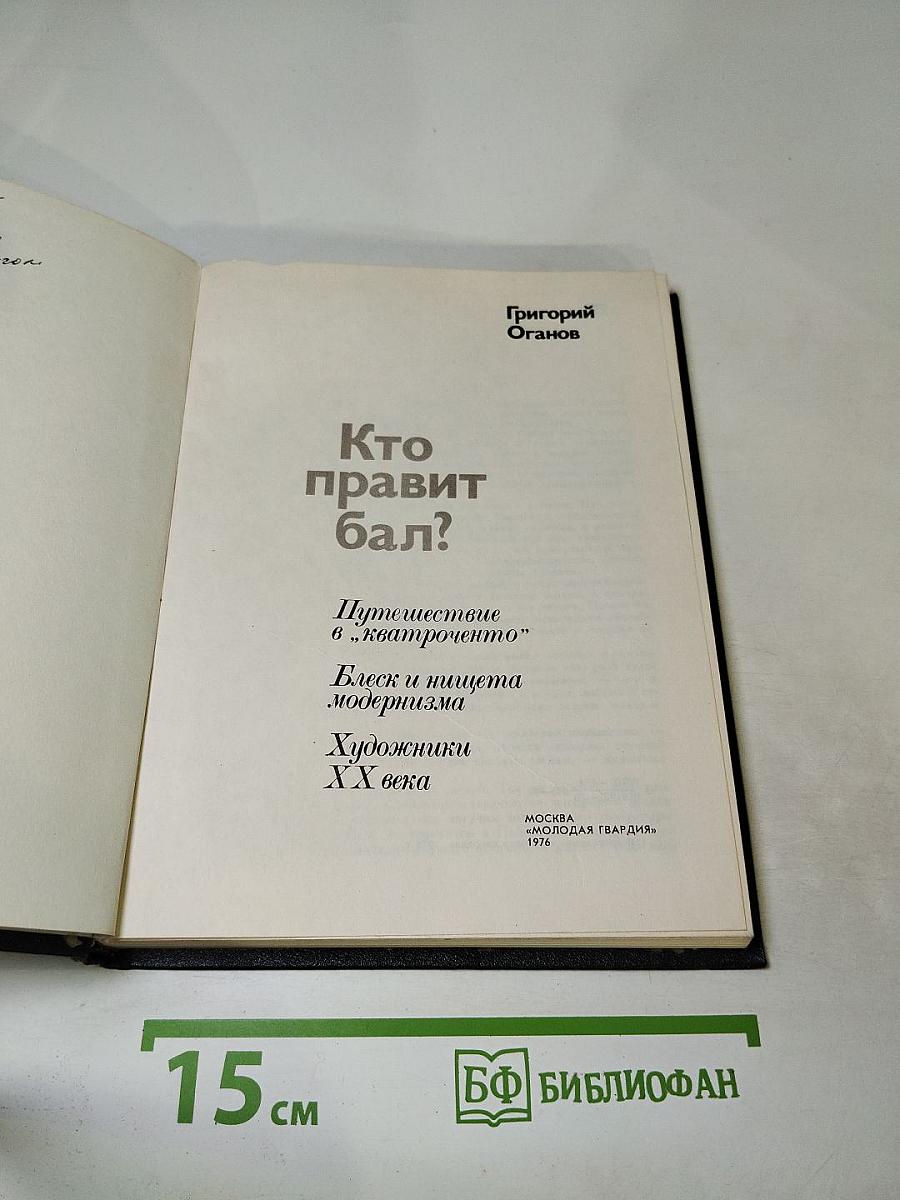 Григорий
Оганов
Кто
правит
бал?
Путешествие
в „кватроченто”
Блеск и нищета
модернизма
Художники
XX века
МОСКВА
«МОЛОДАЯ ГВАРДИЯ»
1976
15 см
БФ БИБЛИОФАН